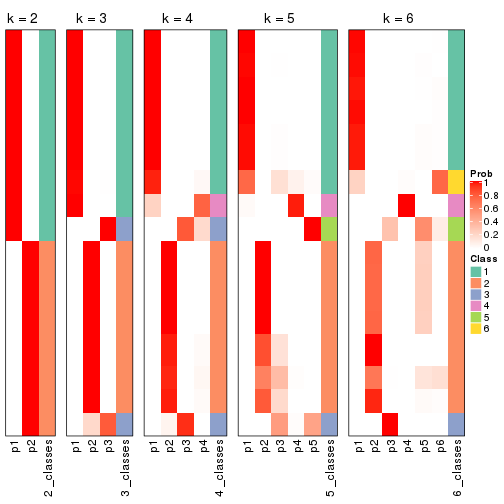 k = 2
k = 3
k = 4
k = 5
k = 6
Prob
1
0.8
0.6
0.4
0.2
0
Class
1
2
3
4
5
6
p1
p2
2_classes
p1
p2
p3
3_classes
p1
p2
p3
p4
4_classes
p1
p2
p3
p4
p5
5_classes
p1
p2
p3
p4
p5
p6
6_classes